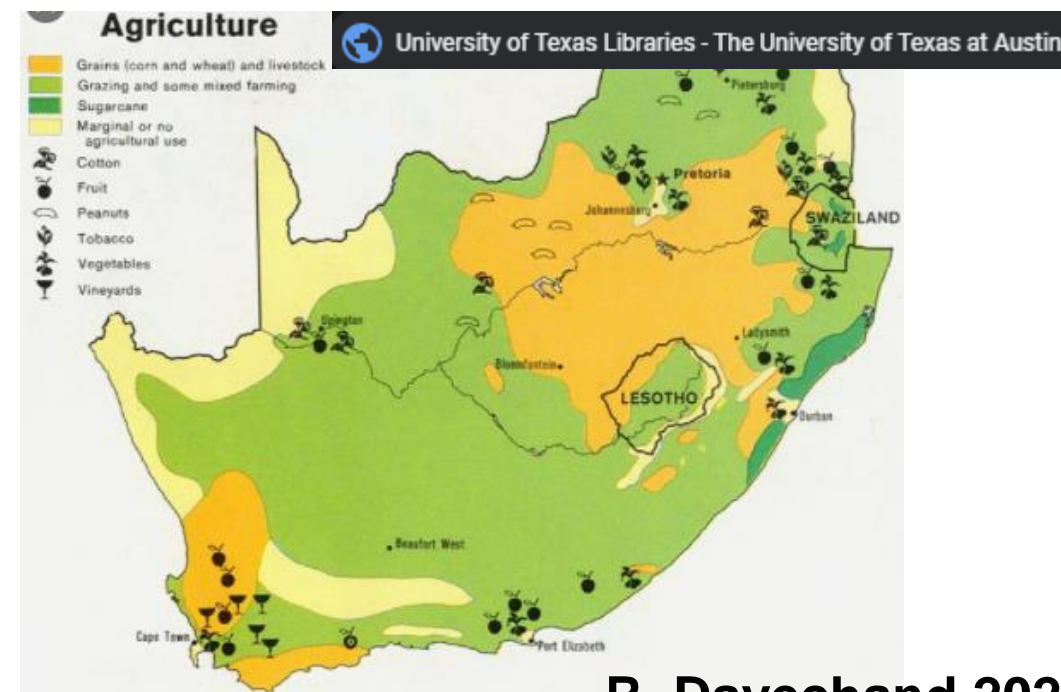 Agriculture
University of Texas Libraries - The University of Texas at Austin
Grains (corn and wheat) and livestock
Grazing and some mixed farming
Sugarcane
Marginal or no
agricultural use
Cotton
Fruit
Peanuts
Tobacco
Vegetables
Vineyards
Pietersburg
Pretoria
Johannesburg
SWAZILAND
Upington
Ladysmith
Bloemfontein
LESOTHO
Durban
Beaufort West
Cape Town
Port Elizabeth